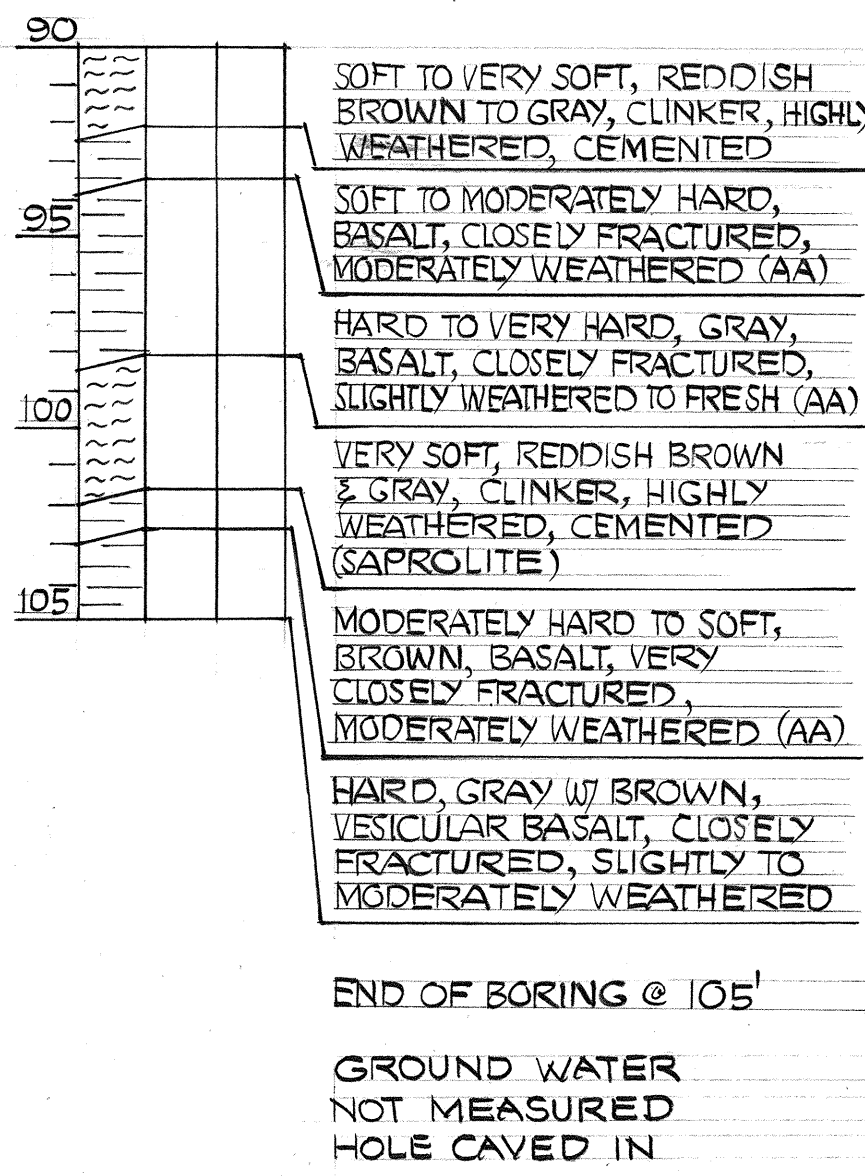 90
SOFT TO VERY SOFT, REDDISH
BROWN TO GRAY, CLINKER, HIGHLY
WEATHERED, CEMENTED
SOFT TO MODERATELY HARD,
95
BASALT, CLOSELY FRACTURED,
MODERATELY WEATHERED (AA)
HARD TO VERY HARD, GRAY,
BASALT, CLOSELY FRACTURED,
SLIGHTLY WEATHERED TO FRESH (AA)
100
VERY SOFT, REDDISH BROWN
& GRAY, CLINKER, HIGHLY
WEATHERED, CEMENTED
(SAPROLITE)
105
MODERATELY HARD TO SOFT,
BROWN, BASALT, VERY
CLOSELY FRACTURED,
MODERATELY WEATHERED (AA)
HARD, GRAY W/ BROWN,
VESICULAR BASALT, CLOSELY
FRACTURED, SLIGHTLY TO
MODERATELY WEATHERED
END OF BORING @ 105'
GROUND WATER
NOT MEASURED
HOLE CAVED IN